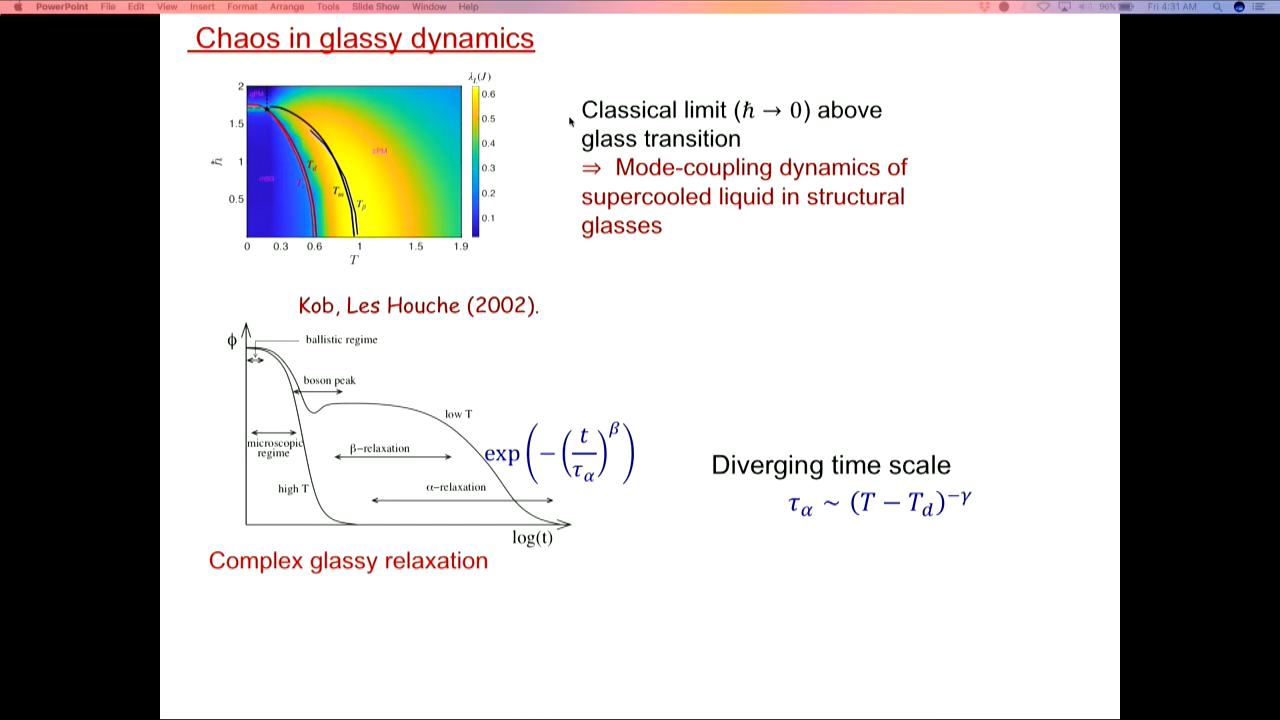 PowerPoint File Edit View Insert Format Arrange Tools Slide Show Window Help 96% Fri 4:31 AM
Chaos in glassy dynamics
λ_L(J)
2
1.5
1
0.5
ℏ
0 0.3 0.6 1 1.5 1.9
T
0.6
0.5
0.4
0.3
0.2
0.1
T_d
T_m
T_p
Classical limit (ℏ → 0) above
glass transition
⇒ Mode-coupling dynamics of
supercooled liquid in structural
glasses
Kob, Les Houche (2002).
ϕ
ballistic regime
boson peak
low T
microscopic
regime
β-relaxation
high T
α-relaxation
log(t)
exp(-(t/τ_α)^β)
Diverging time scale
τ_α ~ (T − T_d)^{−γ}
Complex glassy relaxation